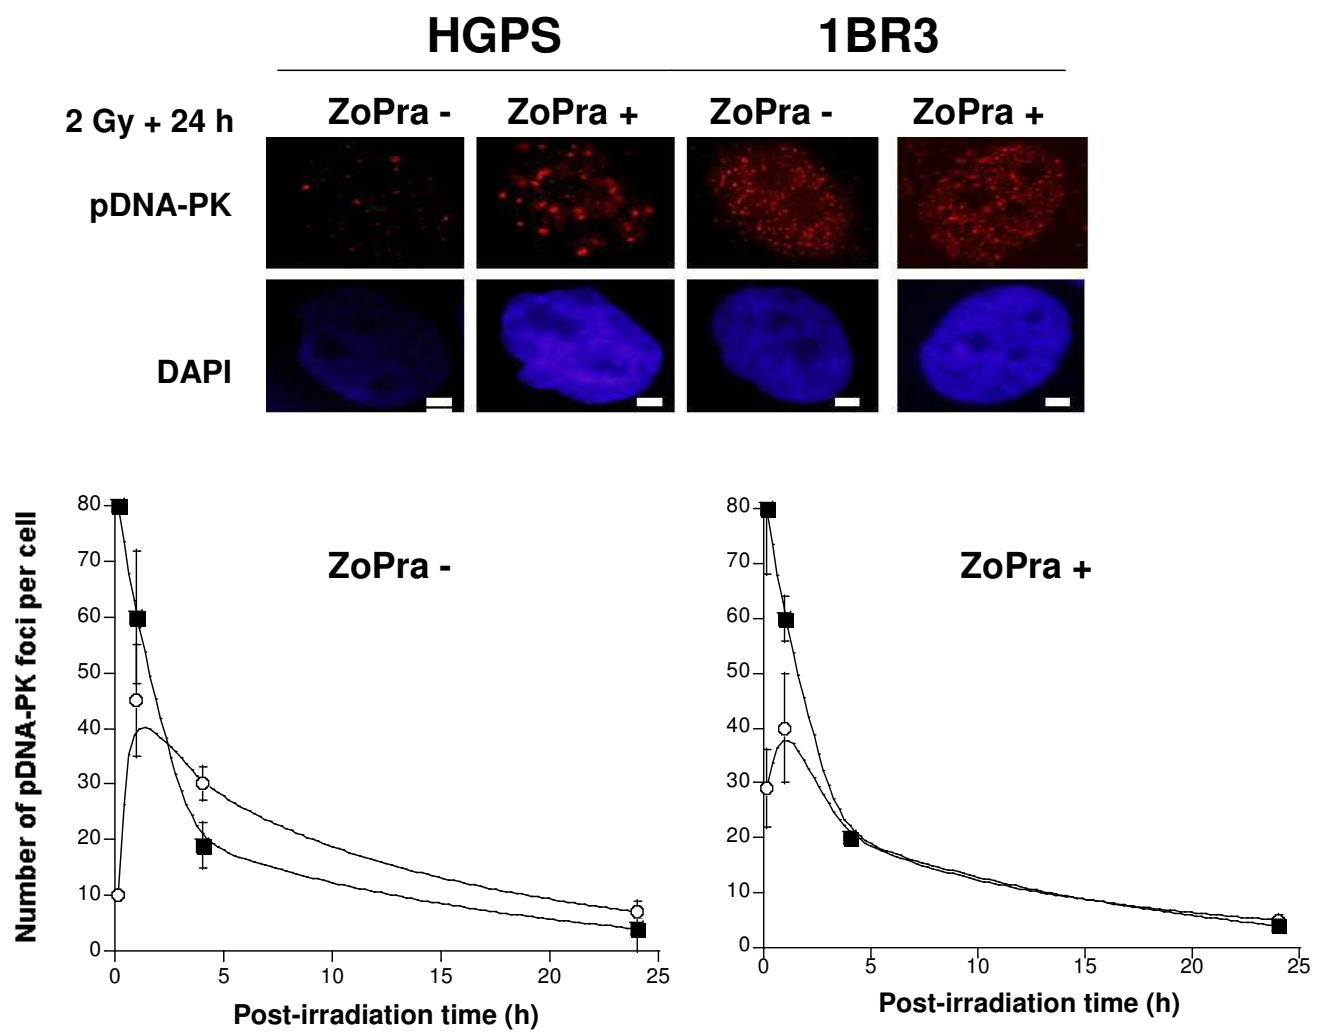 HGPS 1BR3
2 Gy + 24 h ZoPra - ZoPra + ZoPra - ZoPra +
pDNA-PK
DAPI
Number of pDNA-PK foci per cell
80
70
60
50
40
30
20
10
0
0 5 10 15 20 25
ZoPra -
Post-irradiation time (h)
80
70
60
50
40
30
20
10
0
0 5 10 15 20 25
ZoPra +
Post-irradiation time (h)